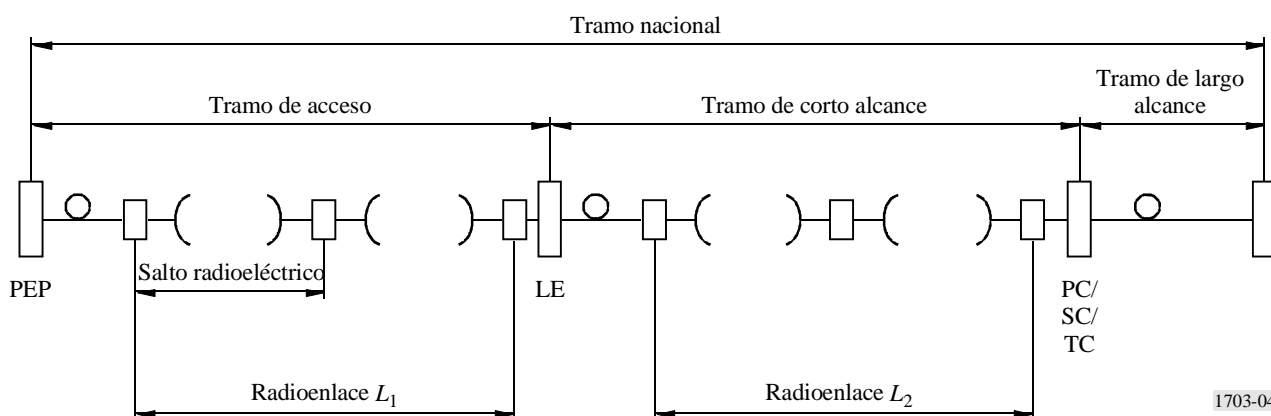 Tramo nacional
Tramo de acceso
Tramo de corto alcance
Tramo de largo
alcance
Salto radioeléctrico
PEP
LE
PC/
SC/
TC
Radioenlace L1
Radioenlace L2
1703-04